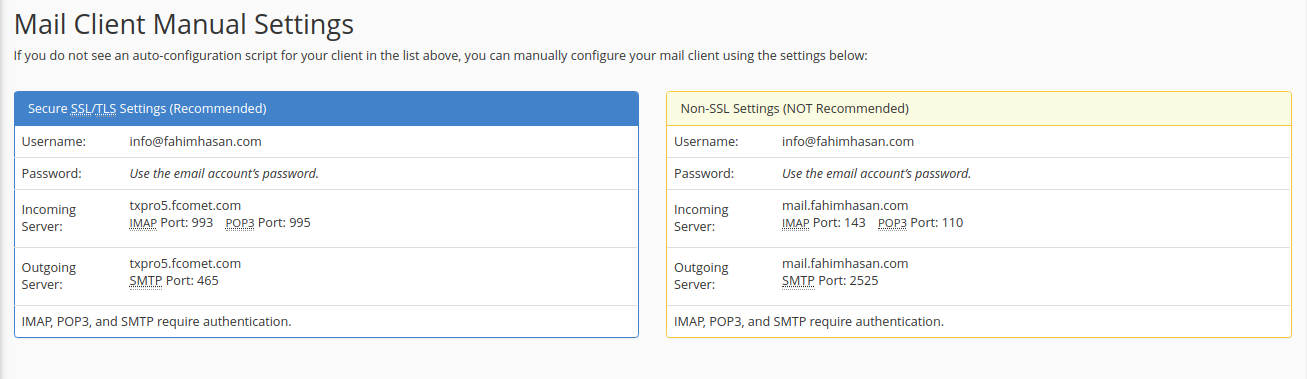 Mail Client Manual Settings
If you do not see an auto-configuration script for your client in the list above, you can manually configure your mail client using the settings below:
Secure SSL/TLS Settings (Recommended)
Username: info@fahimhasan.com
Password: Use the email account’s password.
Incoming Server: txpro5.fcomet.com
IMAP Port: 993 POP3 Port: 995
Outgoing Server: txpro5.fcomet.com
SMTP Port: 465
IMAP, POP3, and SMTP require authentication.
Non-SSL Settings (NOT Recommended)
Username: info@fahimhasan.com
Password: Use the email account’s password.
Incoming Server: mail.fahimhasan.com
IMAP Port: 143 POP3 Port: 110
Outgoing Server: mail.fahimhasan.com
SMTP Port: 2525
IMAP, POP3, and SMTP require authentication.